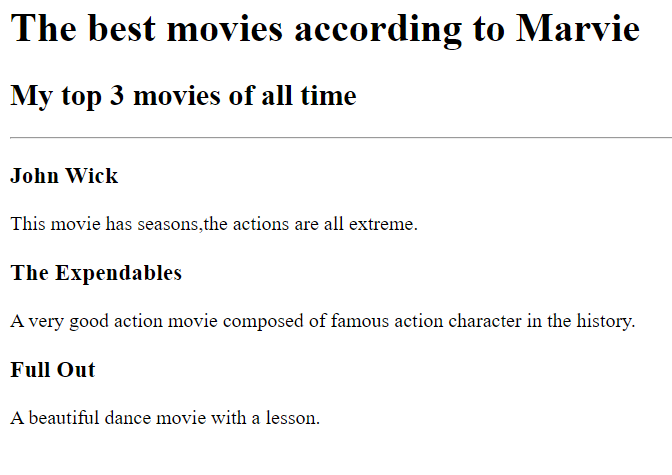 The best movies according to Marvie
My top 3 movies of all time
John Wick
This movie has seasons,the actions are all extreme.
The Expendables
A very good action movie composed of famous action character in the history.
Full Out
A beautiful dance movie with a lesson.